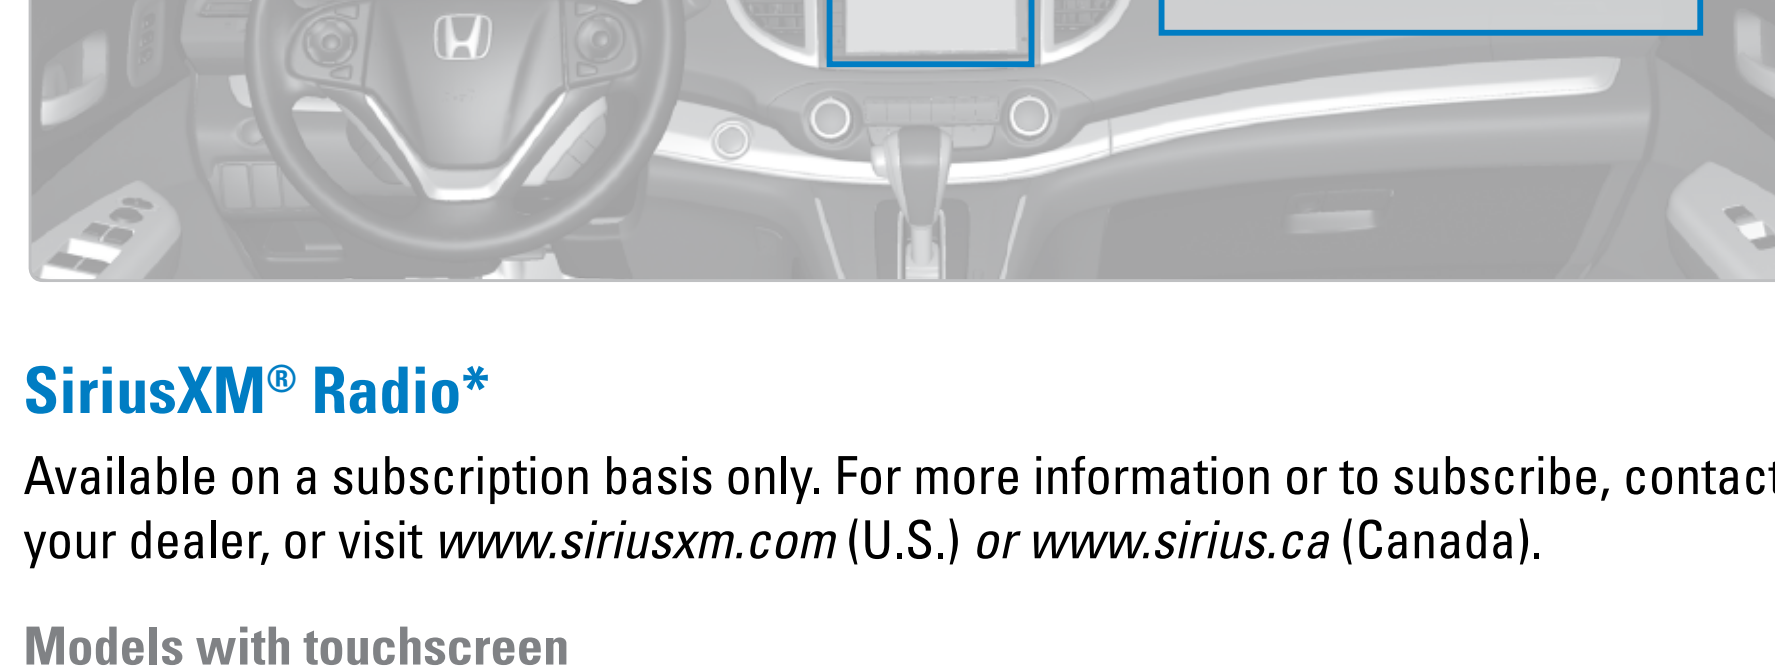 SiriusXM® Radio*
Available on a subscription basis only. For more information or to subscribe, contact
your dealer, or visit www.siriusxm.com (U.S.) or www.sirius.ca (Canada).
Models with touchscreen